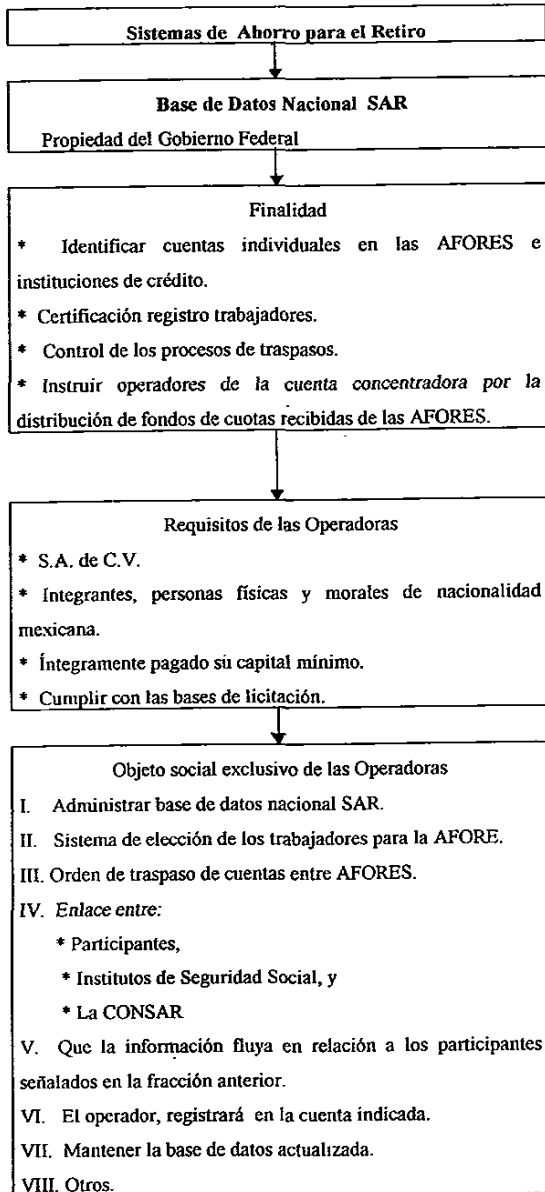 Sistemas de Ahorro para el Retiro
Base de Datos Nacional SAR
Propiedad del Gobierno Federal
Finalidad
* Identificar cuentas individuales en las AFORES e
instituciones de crédito.
* Certificación registro trabajadores.
* Control de los procesos de traspasos.
* Instruir operadores de la cuenta concentradora por la
distribución de fondos de cuotas recibidas de las AFORES.
Requisitos de las Operadoras
* S.A. de C.V.
* Integrantes, personas físicas y morales de nacionalidad
mexicana.
* Íntegramente pagado su capital mínimo.
* Cumplir con las bases de licitación.
Objeto social exclusivo de las Operadoras
I. Administrar base de datos nacional SAR.
II. Sistema de elección de los trabajadores para la AFORE.
III. Orden de traspaso de cuentas entre AFORES.
IV. Enlace entre:
* Participantes,
* Institutos de Seguridad Social, y
* La CONSAR
V. Que la información fluya en relación a los participantes
señalados en la fracción anterior.
VI. El operador, registrará en la cuenta indicada.
VII. Mantener la base de datos actualizada.
VIII. Otros.